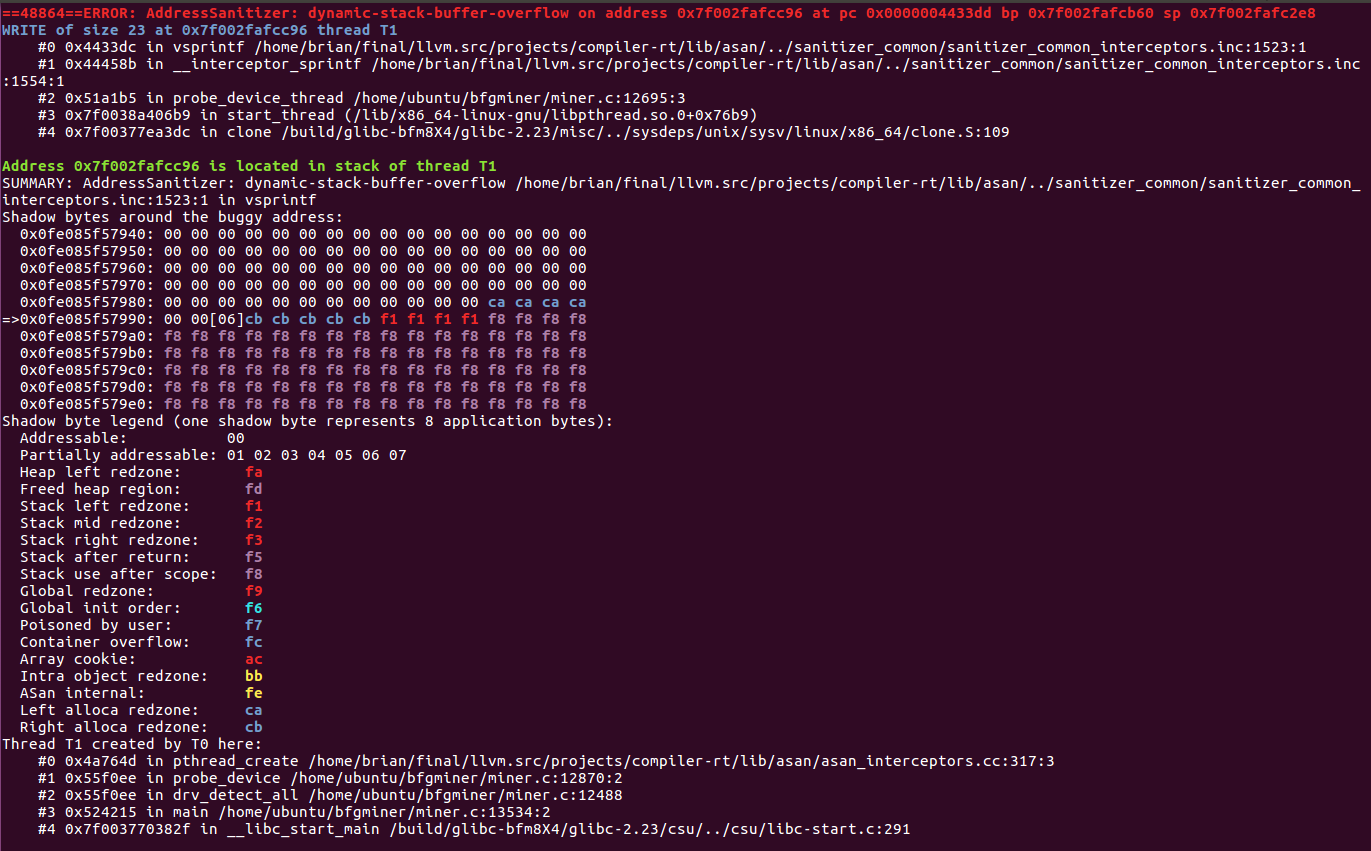 ==48864==ERROR: AddressSanitizer: dynamic-stack-buffer-overflow on address 0x7f002fafcc96 at pc 0x0000004433dd bp 0x7f002fafcb60 sp 0x7f002fafc2e8
WRITE of size 23 at 0x7f002fafcc96 thread T1
    #0 0x4433dc in vsprintf /home/brian/final/llvm.src/projects/compiler-rt/lib/asan/../sanitizer_common/sanitizer_common_interceptors.inc:1523:1
    #1 0x44458b in __interceptor_sprintf /home/brian/final/llvm.src/projects/compiler-rt/lib/asan/../sanitizer_common/sanitizer_common_interceptors.inc
:1554:1
    #2 0x51a1b5 in probe_device_thread /home/ubuntu/bfgminer/miner.c:12695:3
    #3 0x7f0038a406b9 in start_thread (/lib/x86_64-linux-gnu/libpthread.so.0+0x76b9)
    #4 0x7f00377ea3dc in clone /build/glibc-bfm8X4/glibc-2.23/misc/../sysdeps/unix/sysv/linux/x86_64/clone.S:109

Address 0x7f002fafcc96 is located in stack of thread T1
SUMMARY: AddressSanitizer: dynamic-stack-buffer-overflow /home/brian/final/llvm.src/projects/compiler-rt/lib/asan/../sanitizer_common/sanitizer_common_
interceptors.inc:1523:1 in vsprintf
Shadow bytes around the buggy address:
  0x0fe085f57940: 00 00 00 00 00 00 00 00 00 00 00 00 00 00 00 00
  0x0fe085f57950: 00 00 00 00 00 00 00 00 00 00 00 00 00 00 00 00
  0x0fe085f57960: 00 00 00 00 00 00 00 00 00 00 00 00 00 00 00 00
  0x0fe085f57970: 00 00 00 00 00 00 00 00 00 00 00 00 00 00 00 00
  0x0fe085f57980: 00 00 00 00 00 00 00 00 00 00 00 00 ca ca ca ca
=>0x0fe085f57990: 00 00[06]cb cb cb cb cb f1 f1 f1 f1 f8 f8 f8 f8
  0x0fe085f579a0: f8 f8 f8 f8 f8 f8 f8 f8 f8 f8 f8 f8 f8 f8 f8 f8
  0x0fe085f579b0: f8 f8 f8 f8 f8 f8 f8 f8 f8 f8 f8 f8 f8 f8 f8 f8
  0x0fe085f579c0: f8 f8 f8 f8 f8 f8 f8 f8 f8 f8 f8 f8 f8 f8 f8 f8
  0x0fe085f579d0: f8 f8 f8 f8 f8 f8 f8 f8 f8 f8 f8 f8 f8 f8 f8 f8
  0x0fe085f579e0: f8 f8 f8 f8 f8 f8 f8 f8 f8 f8 f8 f8 f8 f8 f8 f8
Shadow byte legend (one shadow byte represents 8 application bytes):
  Addressable:           00
  Partially addressable: 01 02 03 04 05 06 07
  Heap left redzone:       fa
  Freed heap region:       fd
  Stack left redzone:      f1
  Stack mid redzone:       f2
  Stack right redzone:     f3
  Stack after return:      f5
  Stack use after scope:   f8
  Global redzone:          f9
  Global init order:       f6
  Poisoned by user:        f7
  Container overflow:      fc
  Array cookie:            ac
  Intra object redzone:    bb
  ASan internal:           fe
  Left alloca redzone:     ca
  Right alloca redzone:    cb
Thread T1 created by T0 here:
    #0 0x4a764d in pthread_create /home/brian/final/llvm.src/projects/compiler-rt/lib/asan/asan_interceptors.cc:317:3
    #1 0x55f0ee in probe_device /home/ubuntu/bfgminer/miner.c:12870:2
    #2 0x55f0ee in drv_detect_all /home/ubuntu/bfgminer/miner.c:12488
    #3 0x524215 in main /home/ubuntu/bfgminer/miner.c:13534:2
    #4 0x7f003770382f in __libc_start_main /build/glibc-bfm8X4/glibc-2.23/csu/../csu/libc-start.c:291